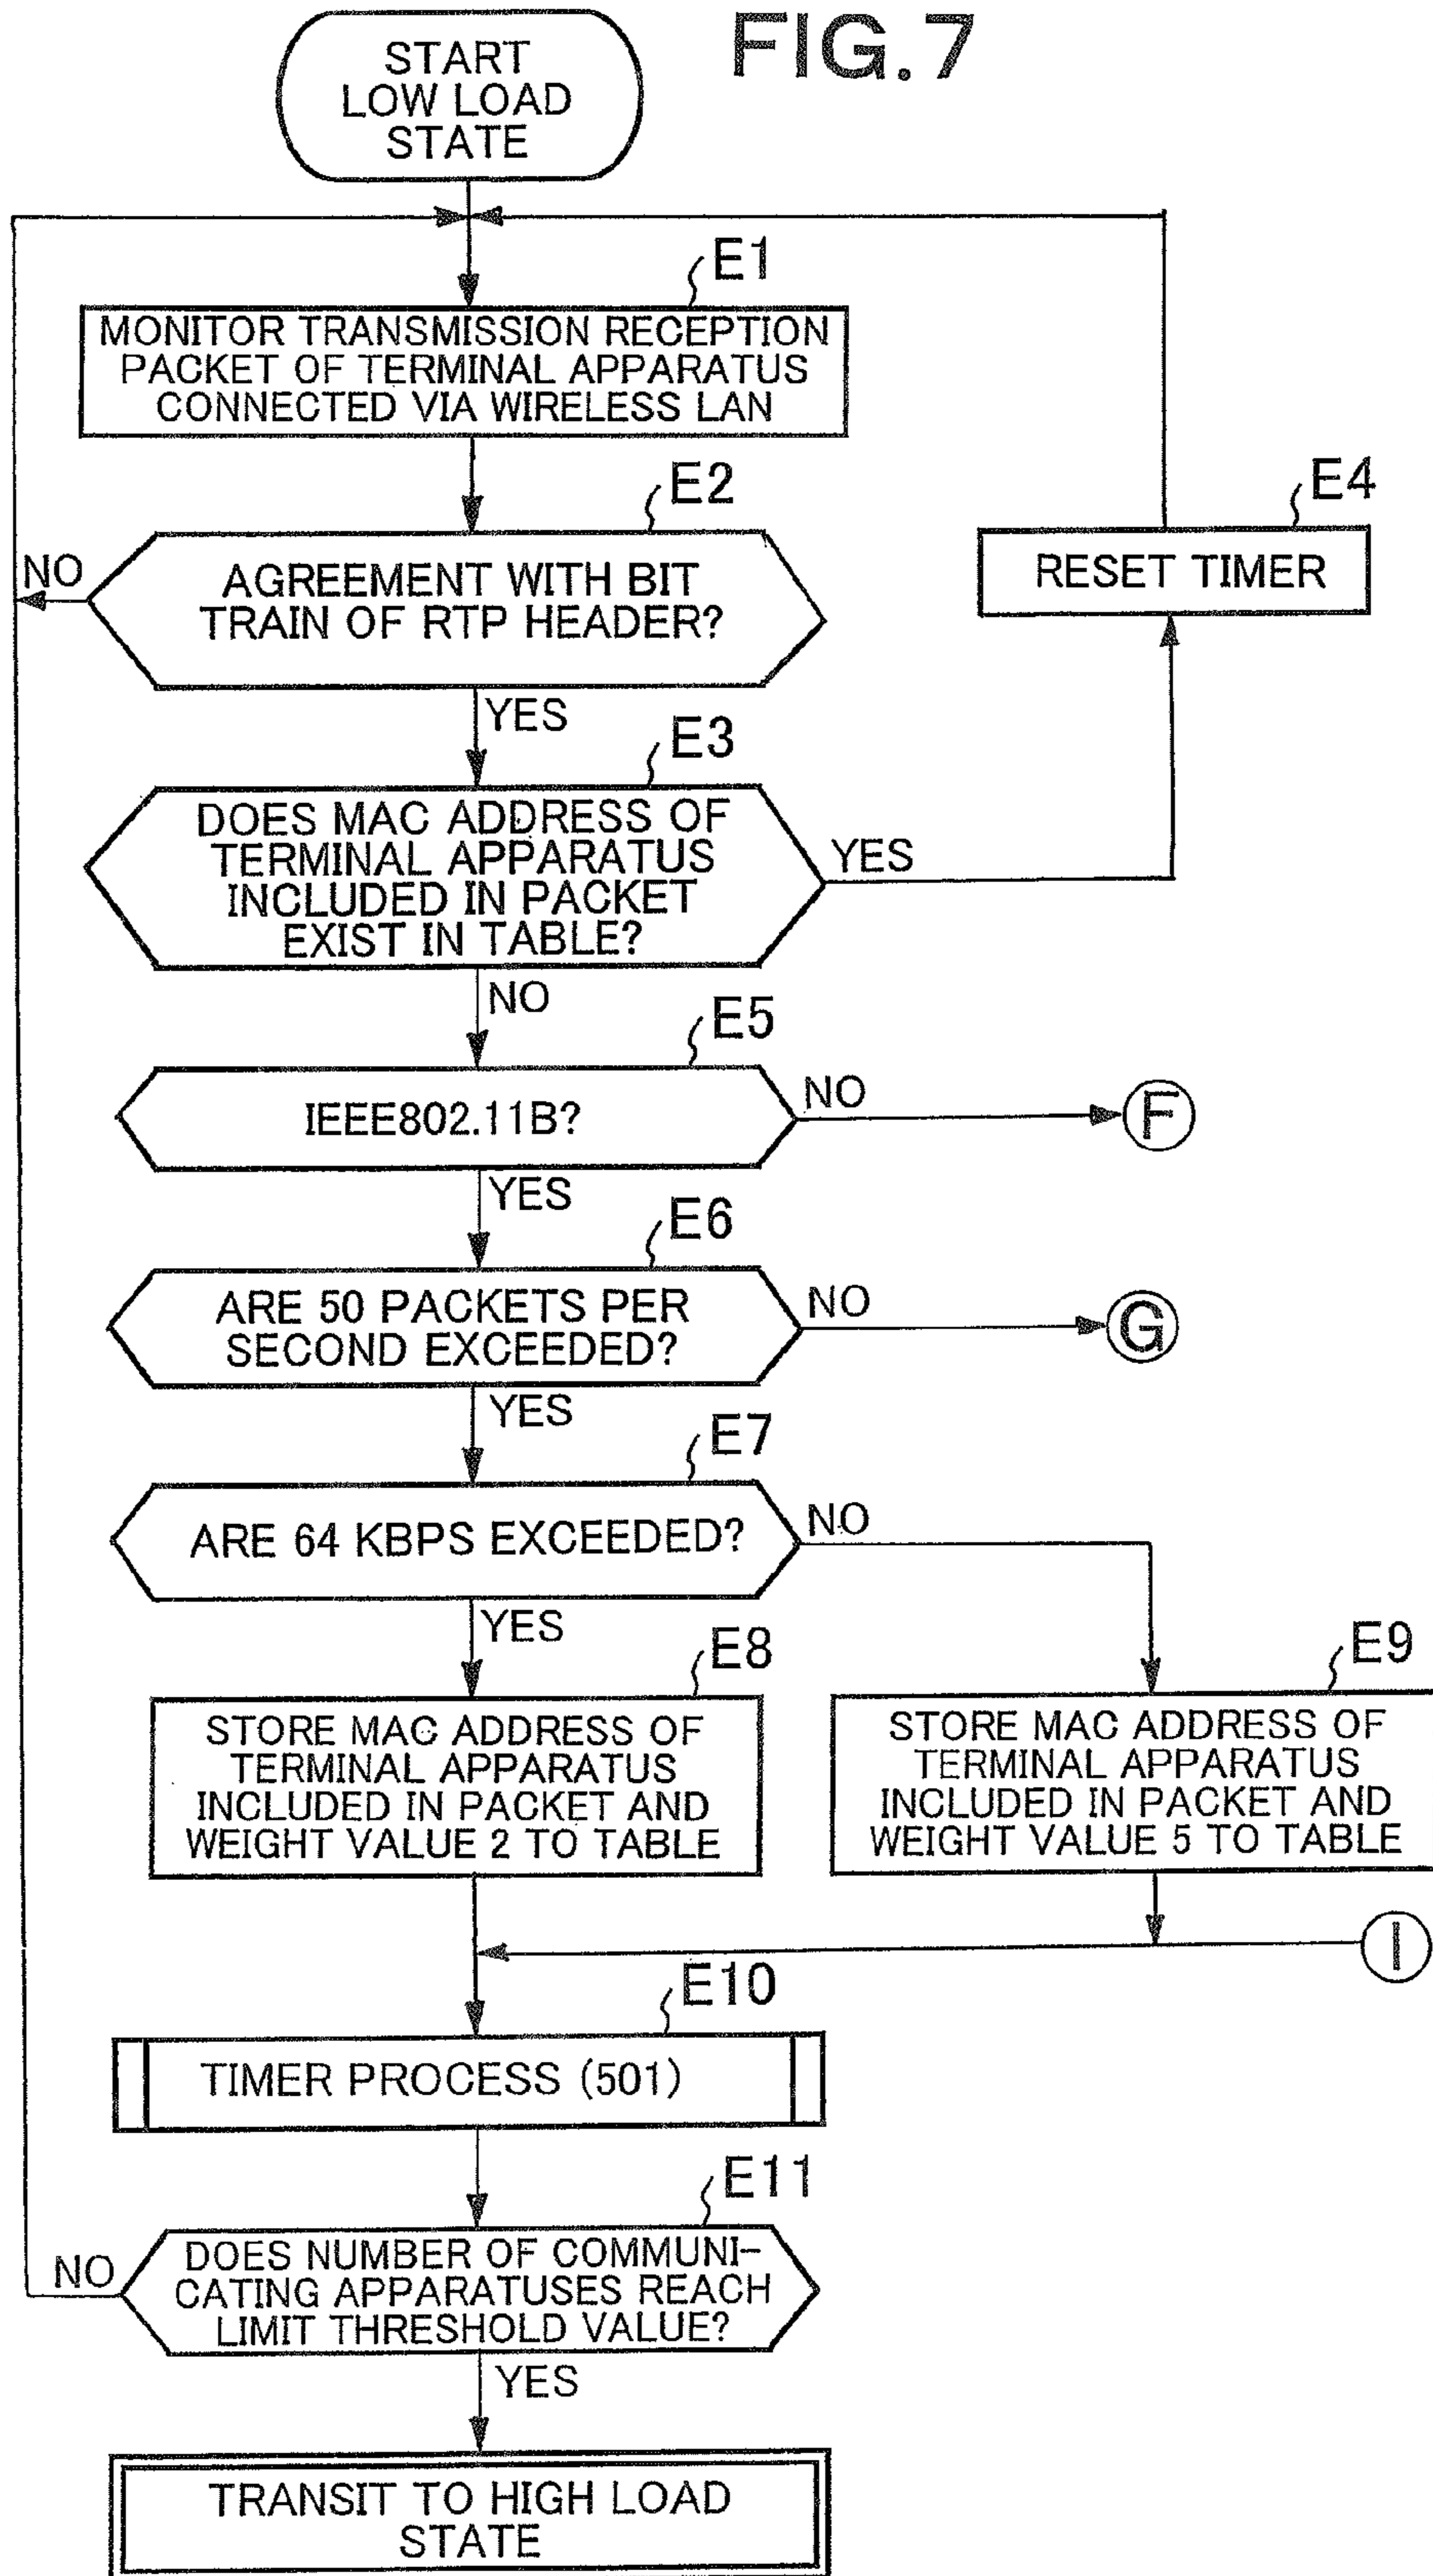 FIG.7
START
LOW LOAD
STATE
E1
MONITOR TRANSMISSION RECEPTION
PACKET OF TERMINAL APPARATUS
CONNECTED VIA WIRELESS LAN
E2
AGREEMENT WITH BIT
TRAIN OF RTP HEADER?
NO
YES
E4
RESET TIMER
E3
DOES MAC ADDRESS OF
TERMINAL APPARATUS
INCLUDED IN PACKET
EXIST IN TABLE?
YES
NO
E5
IEEE802.11B?
NO
F
YES
E6
ARE 50 PACKETS PER
SECOND EXCEEDED?
NO
G
YES
E7
ARE 64 KBPS EXCEEDED?
NO
YES
E8
STORE MAC ADDRESS OF
TERMINAL APPARATUS
INCLUDED IN PACKET AND
WEIGHT VALUE 2 TO TABLE
E9
STORE MAC ADDRESS OF
TERMINAL APPARATUS
INCLUDED IN PACKET AND
WEIGHT VALUE 5 TO TABLE
I
E10
TIMER PROCESS (501)
E11
DOES NUMBER OF COMMUNI-
CATING APPARATUSES REACH
LIMIT THRESHOLD VALUE?
NO
YES
TRANSIT TO HIGH LOAD
STATE